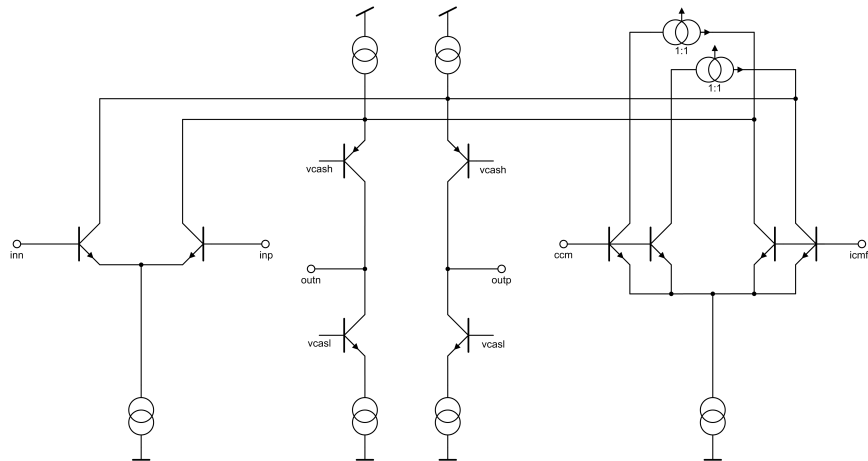 1:1
1:1
vcash
vcash
inn
inp
ccm
icmf
outn
outp
vcasl
vcasl